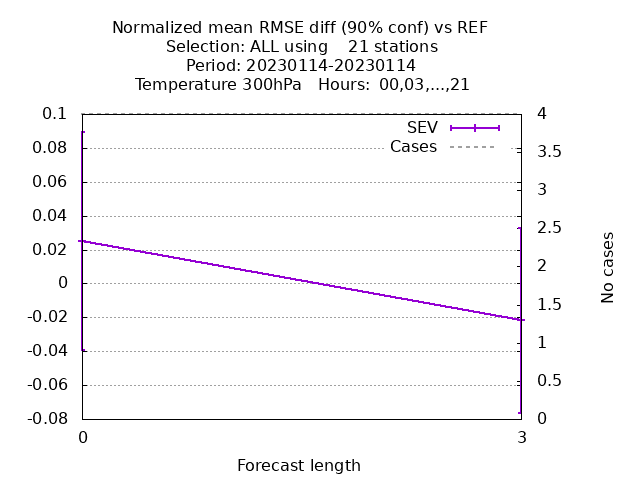 Normalized mean RMSE diff (90% conf) vs REF
Selection: ALL using    21 stations
Period: 20230114-20230114
Temperature 300hPa   Hours: 00,03,...,21
SEV
Cases
0.1
0.08
0.06
0.04
0.02
0
-0.02
-0.04
-0.06
-0.08
4
3.5
3
2.5
2
1.5
1
0.5
0
No cases
0
3
Forecast length